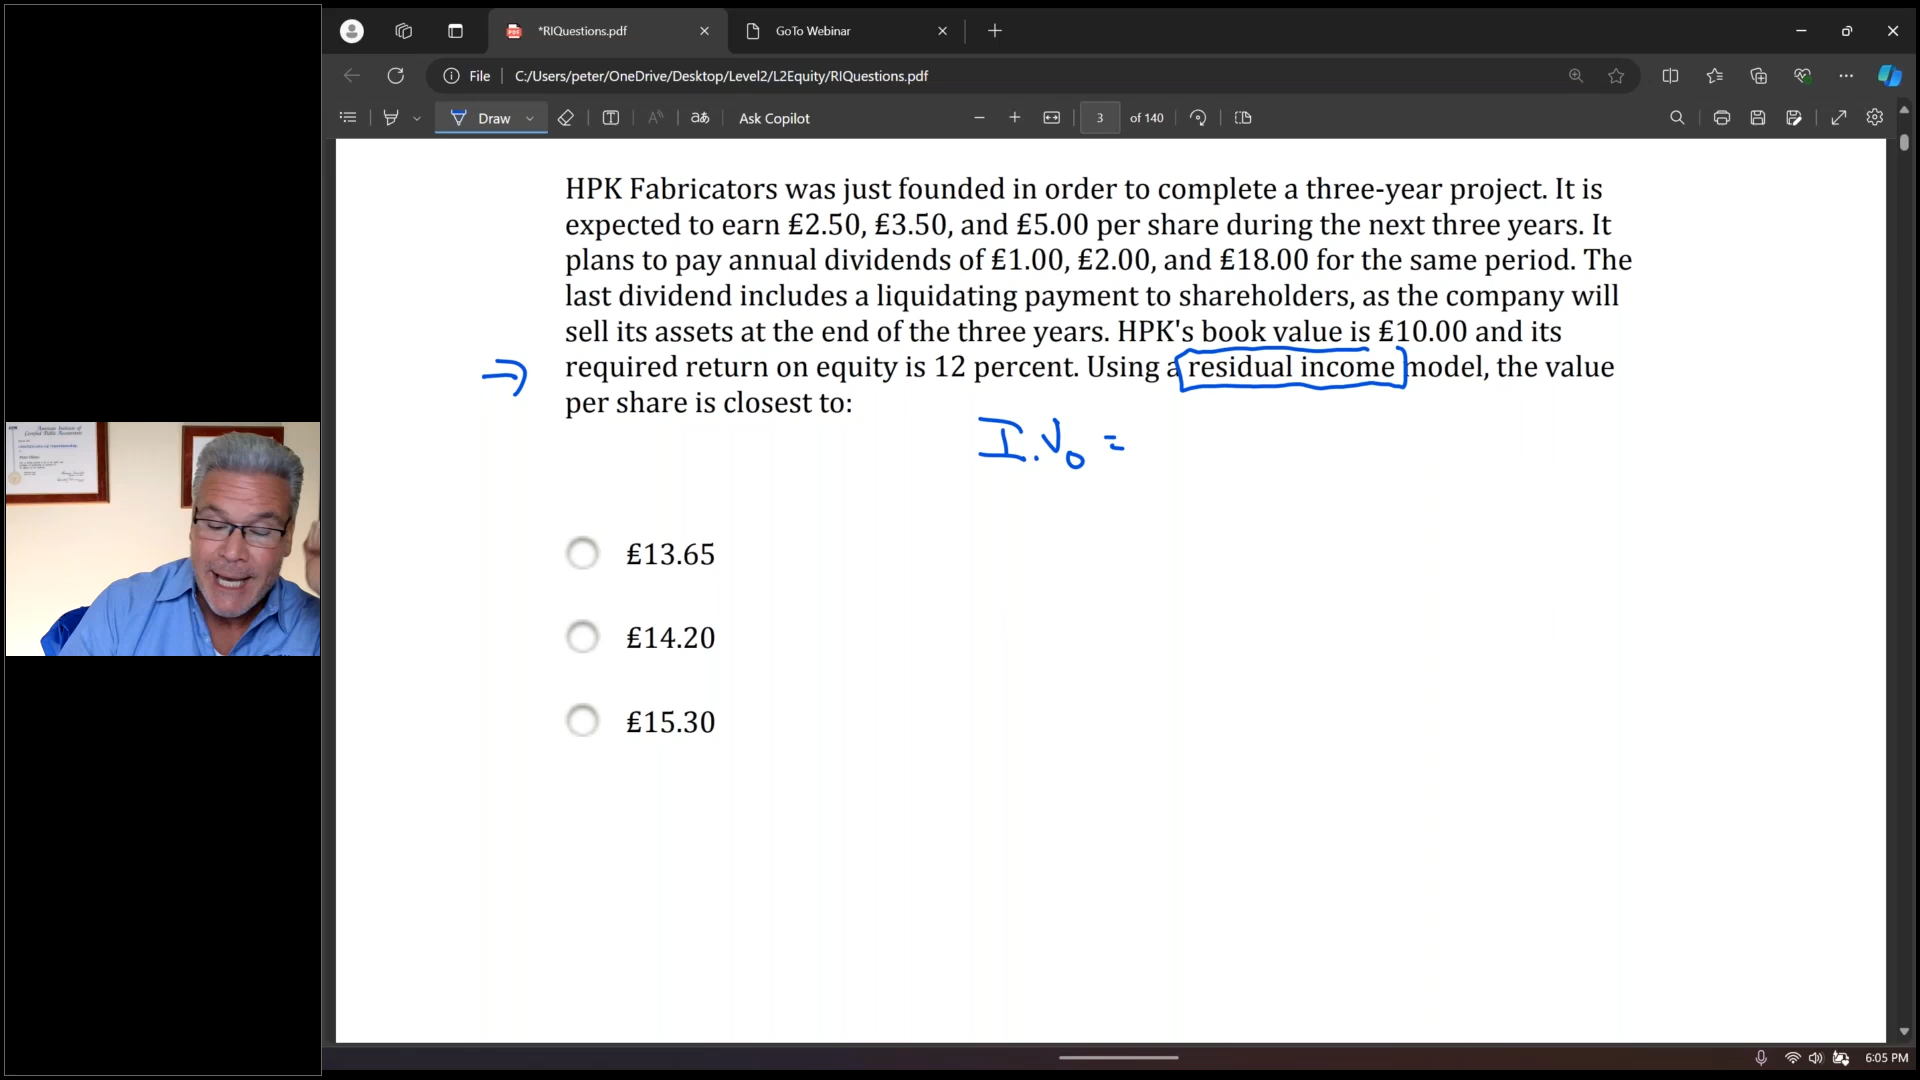 *RIQuestions.pdf
GoTo Webinar
File
C:/Users/peter/OneDrive/Desktop/Level2/L2Equity/RIQuestions.pdf
Draw
Ask Copilot
3
of 140
HPK Fabricators was just founded in order to complete a three-year project. It is
expected to earn ₤2.50, ₤3.50, and ₤5.00 per share during the next three years. It
plans to pay annual dividends of ₤1.00, ₤2.00, and ₤18.00 for the same period. The
last dividend includes a liquidating payment to shareholders, as the company will
sell its assets at the end of the three years. HPK's book value is ₤10.00 and its
required return on equity is 12 percent. Using a residual income model, the value
per share is closest to:
I.V₀ =
₤13.65
₤14.20
₤15.30
6:05 PM